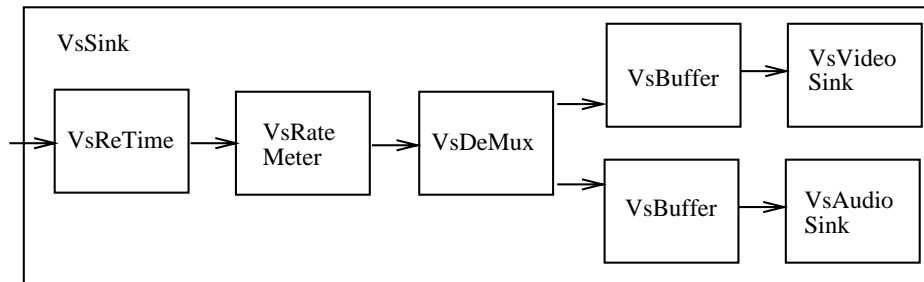 VsSink
VsReTime
VsRate
Meter
VsDeMux
VsBuffer
VsVideo
Sink
VsBuffer
VsAudio
Sink